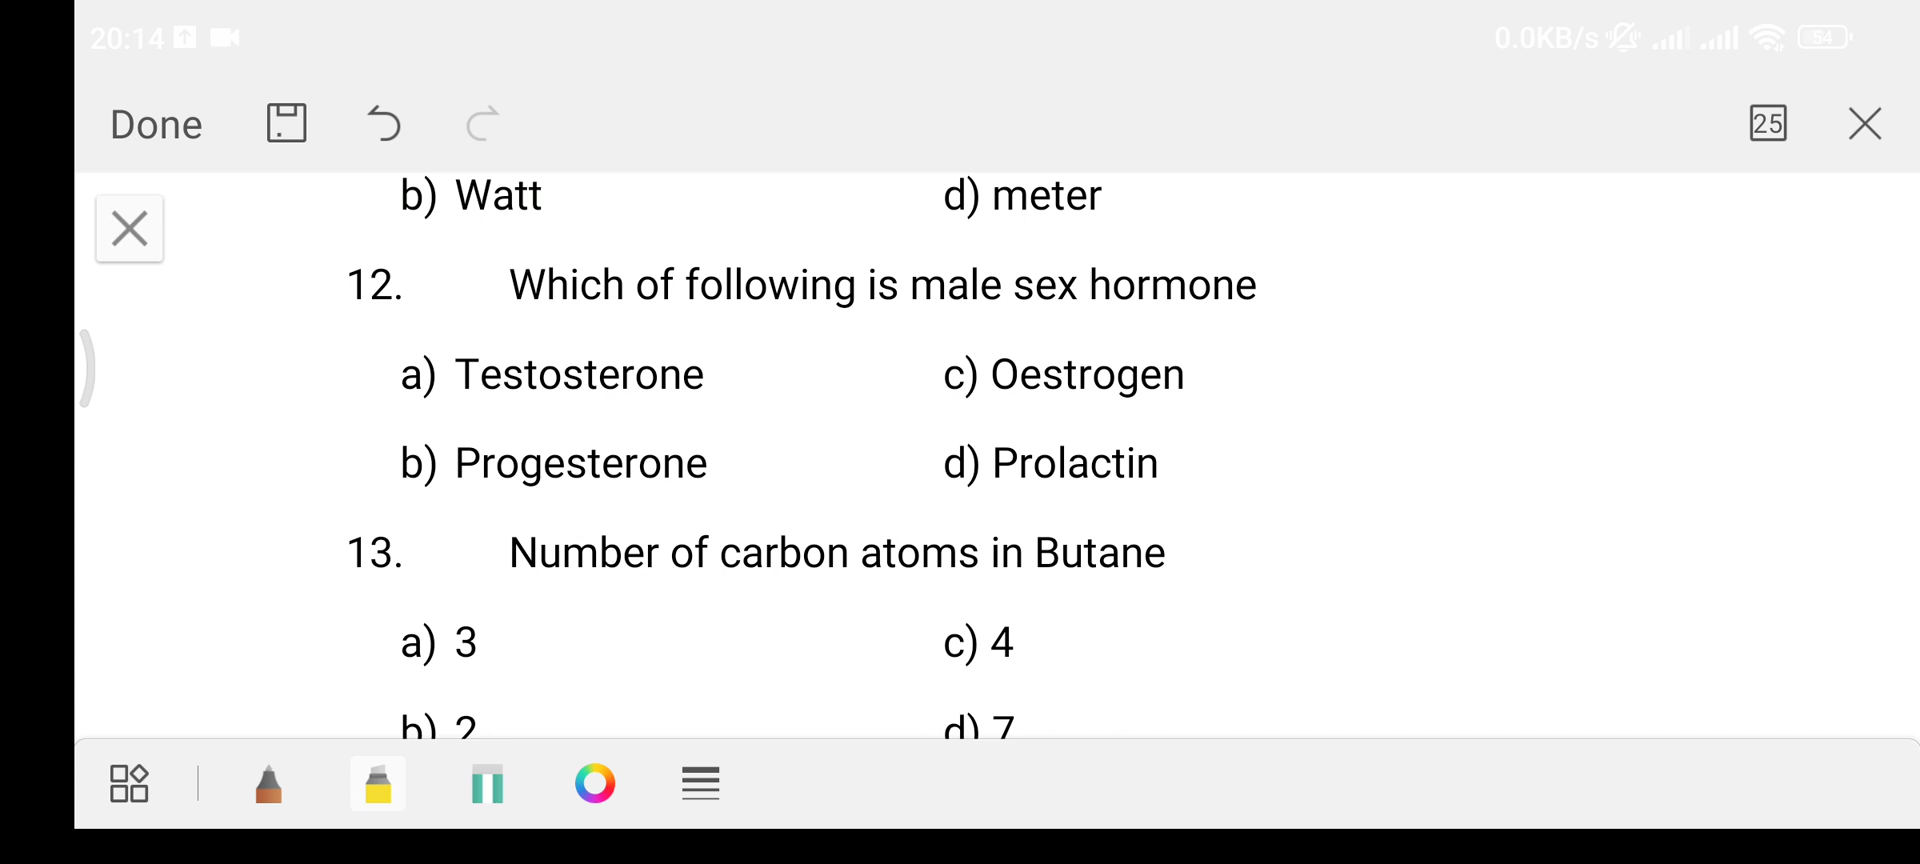 20:14 0.0KB/s 54
Done 25
b) Watt d) meter
12. Which of following is male sex hormone
a) Testosterone c) Oestrogen
b) Progesterone d) Prolactin
13. Number of carbon atoms in Butane
a) 3 c) 4
b) 2 d) 7